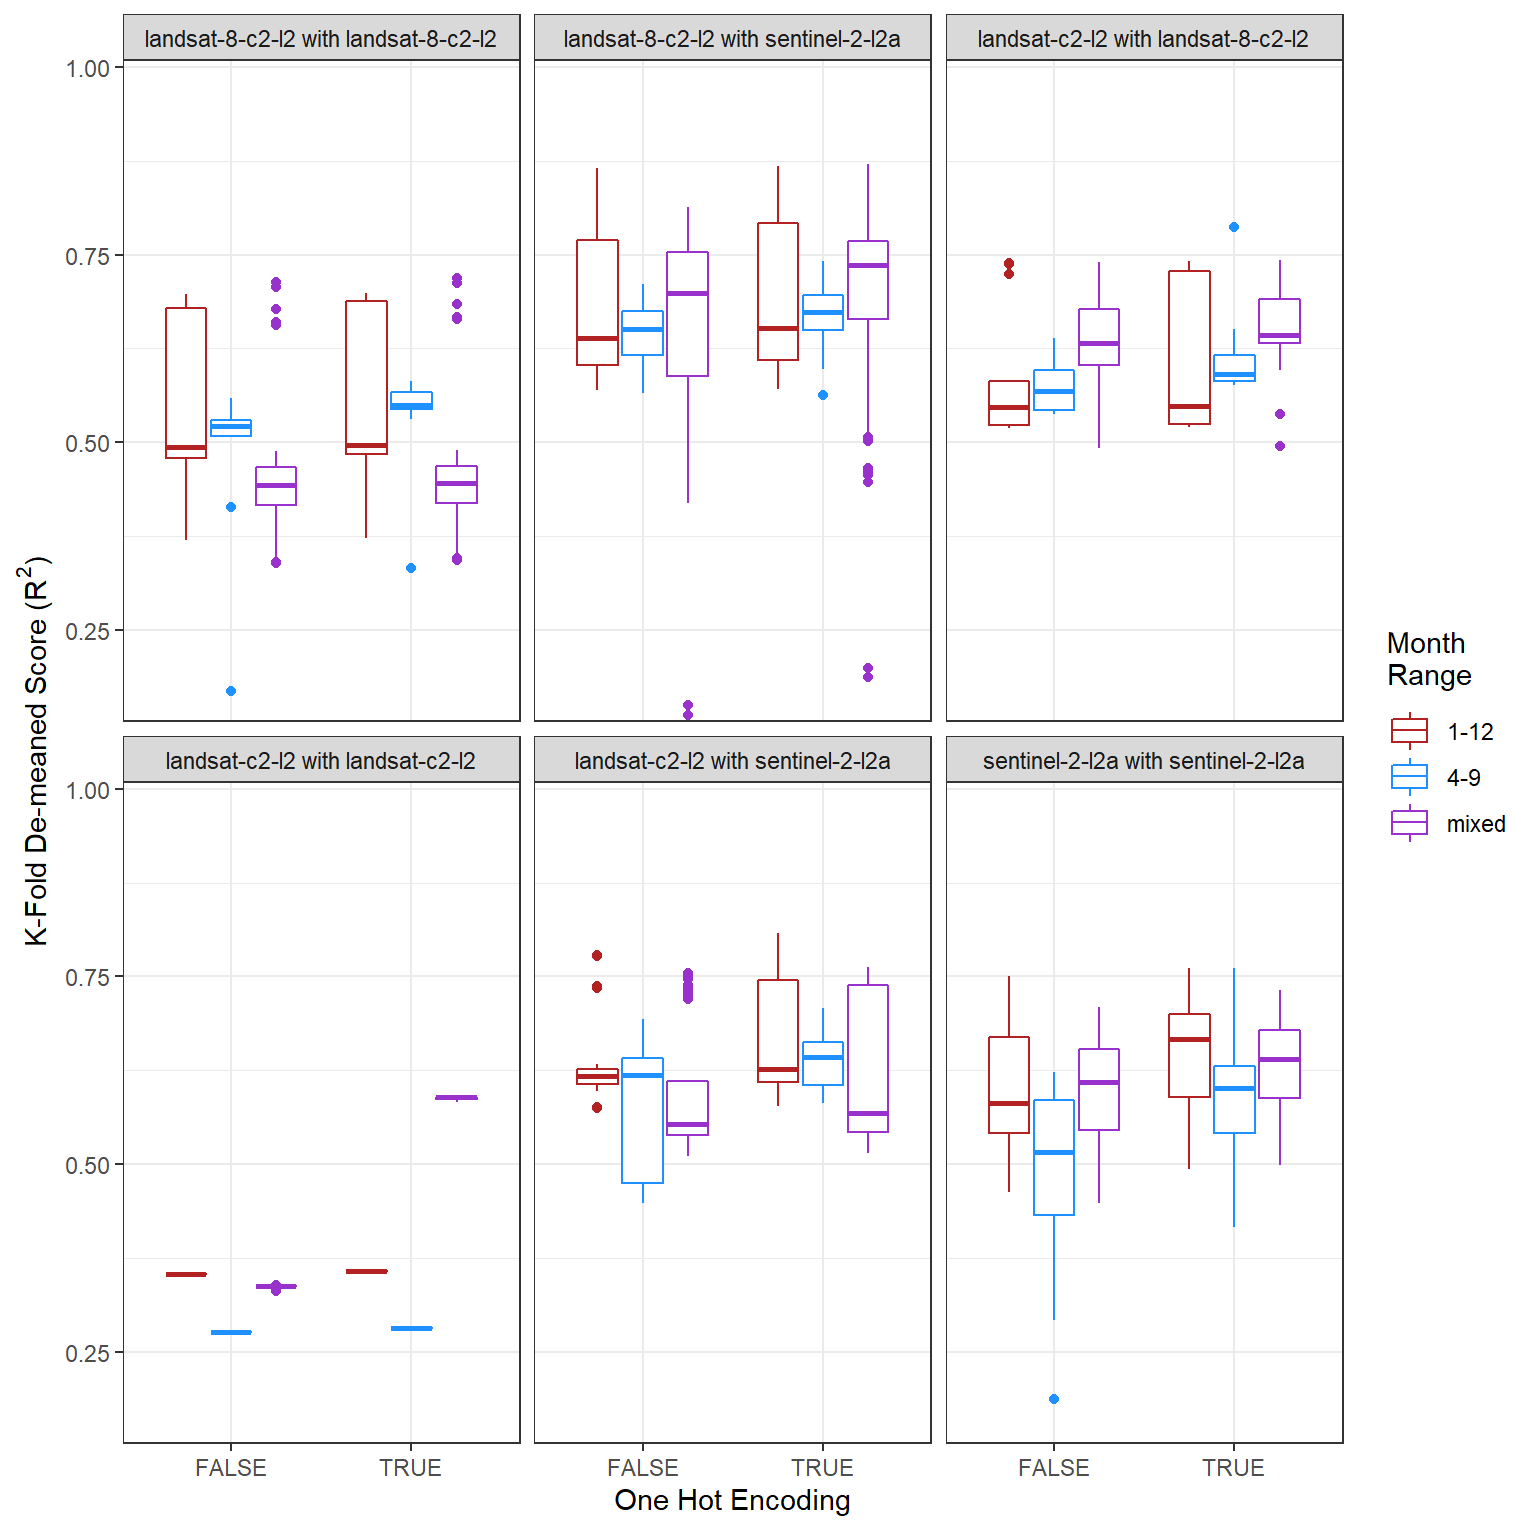 landsat-8-c2-l2 with landsat-8-c2-l2
landsat-8-c2-l2 with sentinel-2-l2a
landsat-c2-l2 with landsat-8-c2-l2
1.00
0.75
0.50
0.25
K-Fold De-meaned Score (R²)
landsat-c2-l2 with landsat-c2-l2
landsat-c2-l2 with sentinel-2-l2a
sentinel-2-l2a with sentinel-2-l2a
1.00
0.75
0.50
0.25
FALSE
TRUE
FALSE
TRUE
FALSE
TRUE
One Hot Encoding
Month
Range
1-12
4-9
mixed